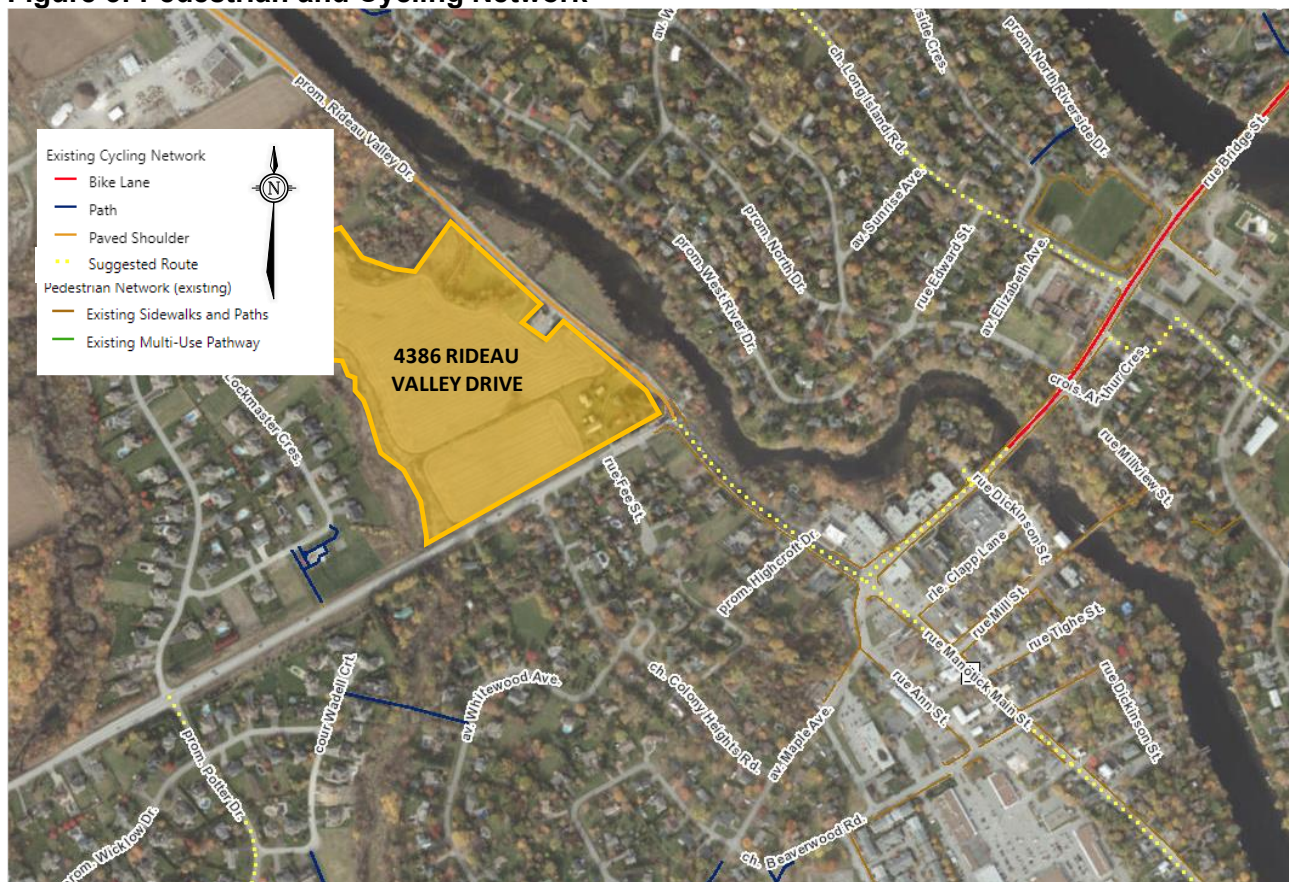 Figure 6: Pedestrian and Cycling Network
Existing Cycling Network
Bike Lane
Path
Paved Shoulder
Suggested Route
Pedestrian Network (existing)
Existing Sidewalks and Paths
Existing Multi-Use Pathway
N
4386 RIDEAU
VALLEY DRIVE
prom. Rideau Valley Dr.
ch. Long Island Rd.
prom. North Riverside Dr.
rue Bridge St.
av. Sunrise Ave.
prom. North Dr.
prom. West River Dr.
rue Edward St.
av. Elizabeth Ave.
crois. Arthur Cres.
rue Millview St.
Lockmaster Cres.
rue Fee St.
rue Dickinson St.
rle. Clapp Lane
prom. Highcroft Dr.
rue Mill St.
rue Tighe St.
rue Manotick Main St.
rue Dickinson St.
rue Ann St.
av. Whitewood Ave.
ch. Colony Heights Rd.
av. Maple Ave.
cour Wadell Crt.
prom. Potter Dr.
prom. Wicklow Dr.
ch. Beaverwood Rd.